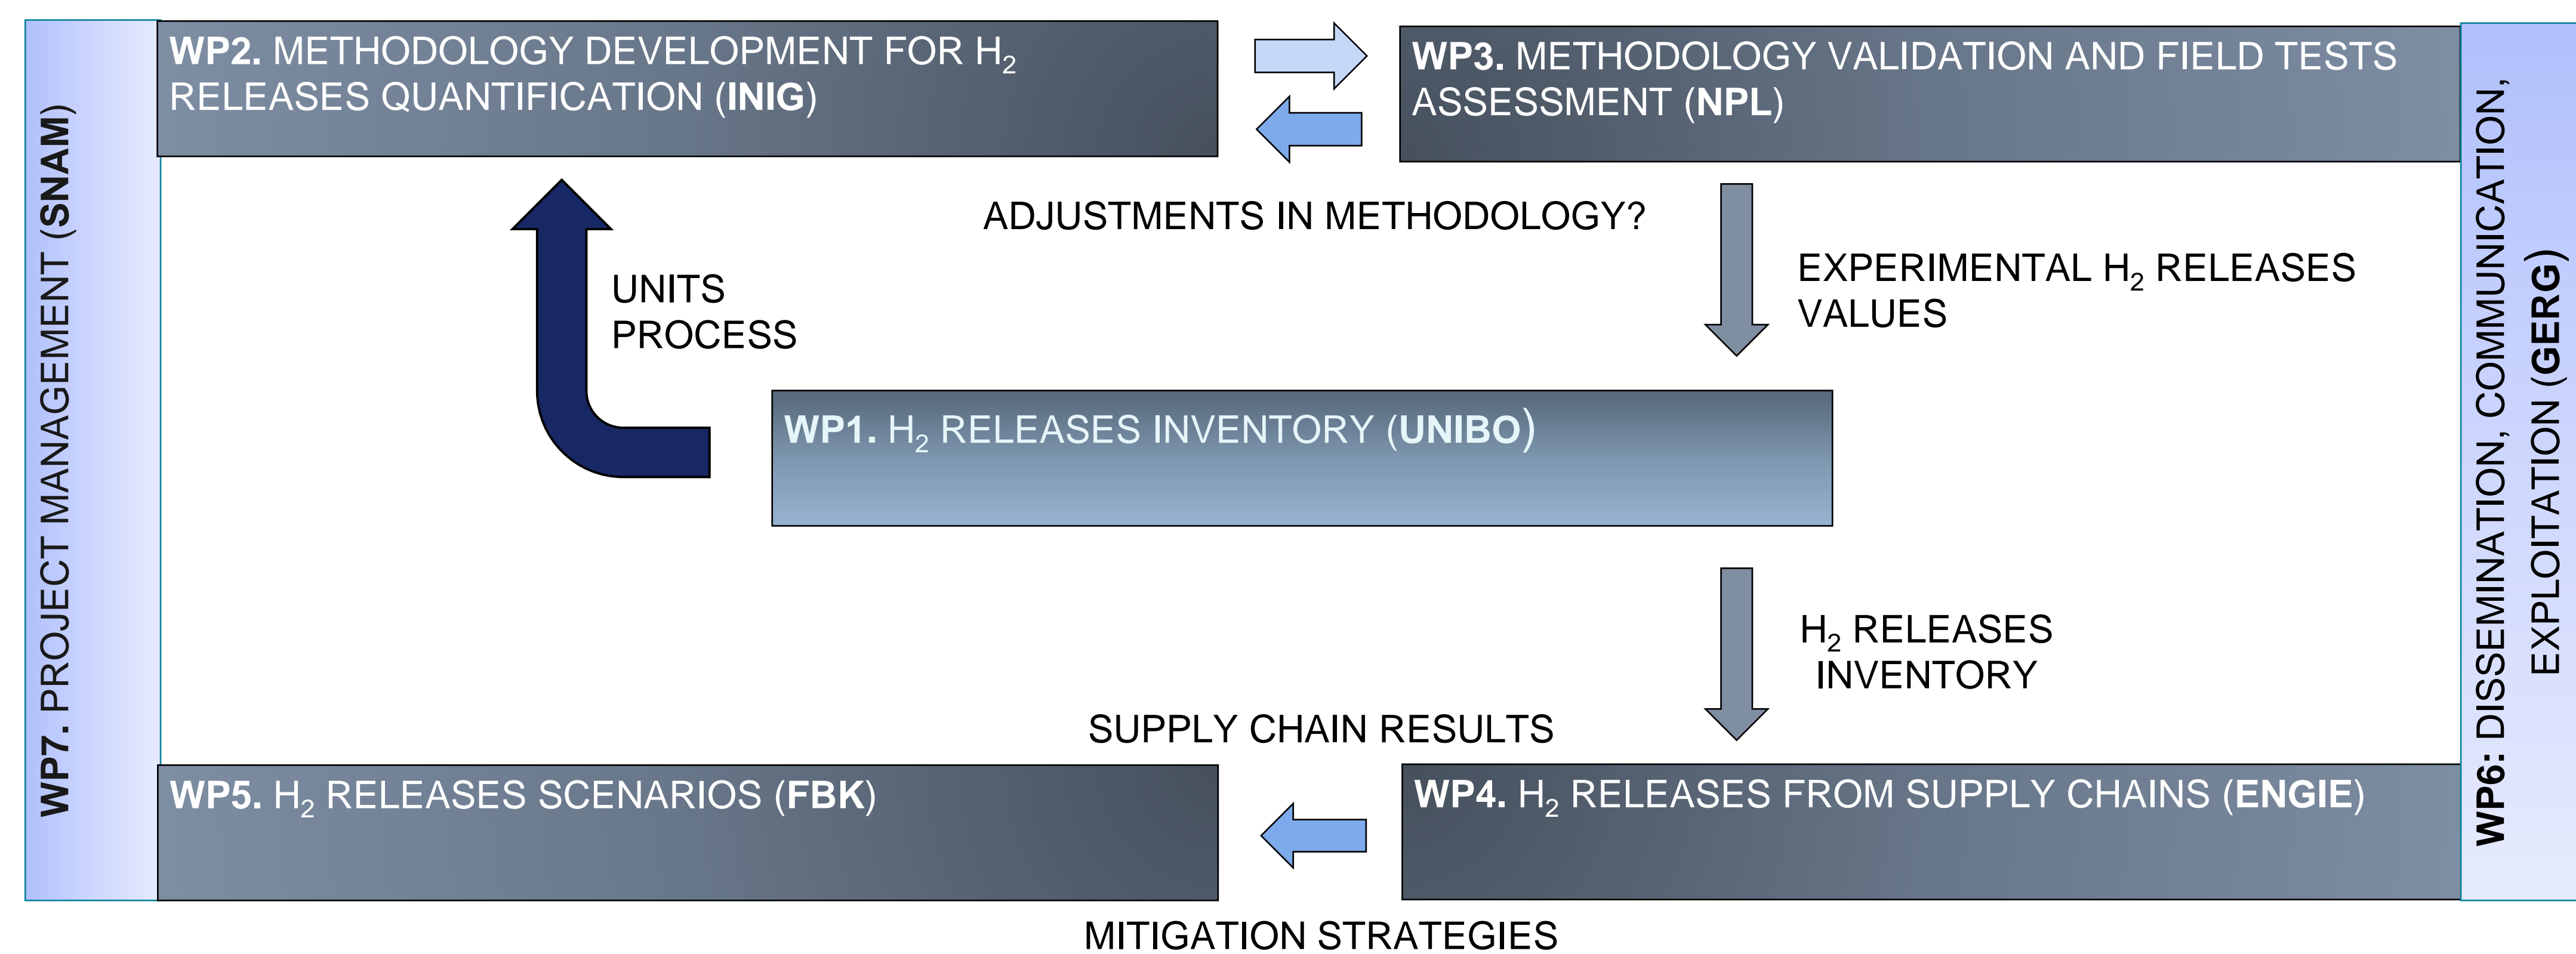 WP7. PROJECT MANAGEMENT (SNAM)
WP2. METHODOLOGY DEVELOPMENT FOR H₂
RELEASES QUANTIFICATION (INIG)
WP3. METHODOLOGY VALIDATION AND FIELD TESTS
ASSESSMENT (NPL)
ADJUSTMENTS IN METHODOLOGY?
UNITS
PROCESS
EXPERIMENTAL H₂ RELEASES
VALUES
WP1. H₂ RELEASES INVENTORY (UNIBO)
H₂ RELEASES
INVENTORY
SUPPLY CHAIN RESULTS
WP5. H₂ RELEASES SCENARIOS (FBK)
WP4. H₂ RELEASES FROM SUPPLY CHAINS (ENGIE)
MITIGATION STRATEGIES
WP6: DISSEMINATION, COMMUNICATION,
EXPLOITATION (GERG)